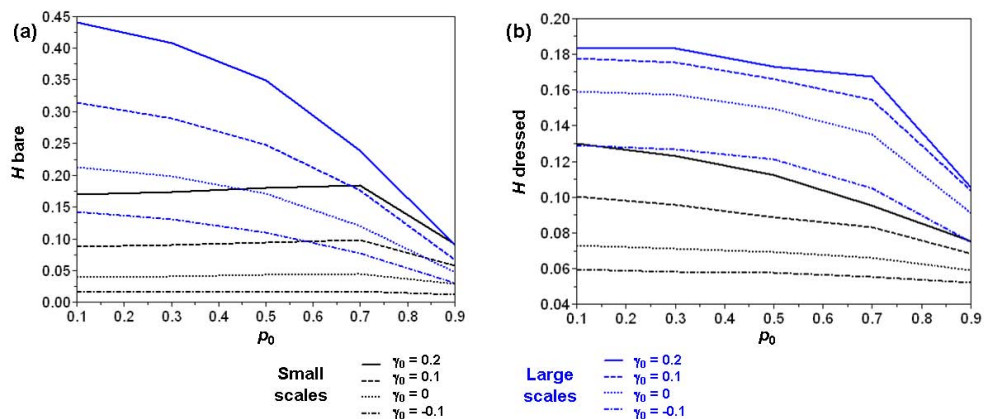 (a)
H bare
0.45
0.40
0.35
0.30
0.25
0.20
0.15
0.10
0.05
0.00
0.1 0.2 0.3 0.4 0.5 0.6 0.7 0.8 0.9
p0
(b)
H dressed
0.20
0.18
0.16
0.14
0.12
0.10
0.08
0.06
0.04
0.1 0.2 0.3 0.4 0.5 0.6 0.7 0.8 0.9
p0
Small
scales
γ0 = 0.2
γ0 = 0.1
γ0 = 0
γ0 = -0.1
Large
scales
γ0 = 0.2
γ0 = 0.1
γ0 = 0
γ0 = -0.1